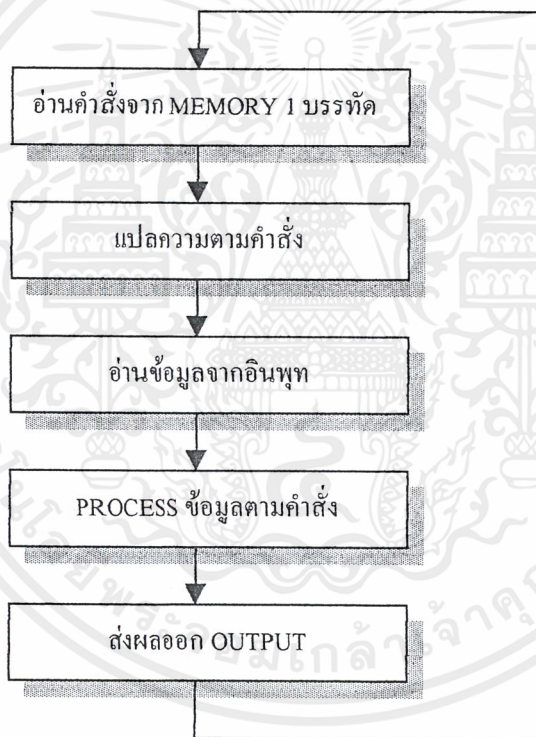 อ่านคำสั่งจาก MEMORY 1 บรรทัด
แปลความตามคำสั่ง
อ่านข้อมูลจากอินพุท
PROCESS ข้อมูลตามคำสั่ง
ส่งผลออก OUTPUT